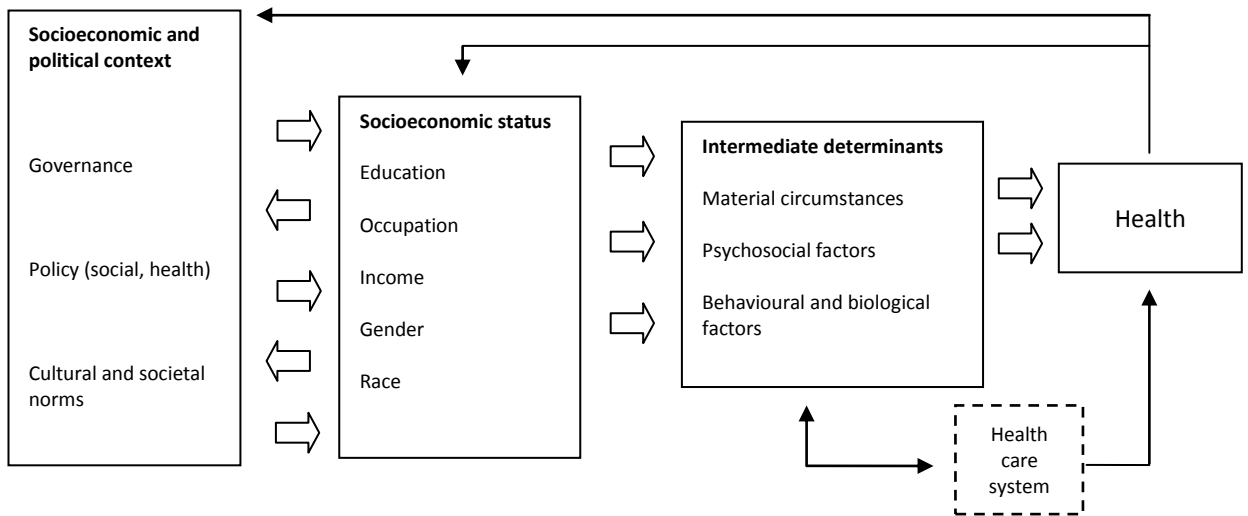 Socioeconomic and
political context
Governance
Policy (social, health)
Cultural and societal
norms
Socioeconomic status
Education
Occupation
Income
Gender
Race
Intermediate determinants
Material circumstances
Psychosocial factors
Behavioural and biological
factors
Health
Health
care
system